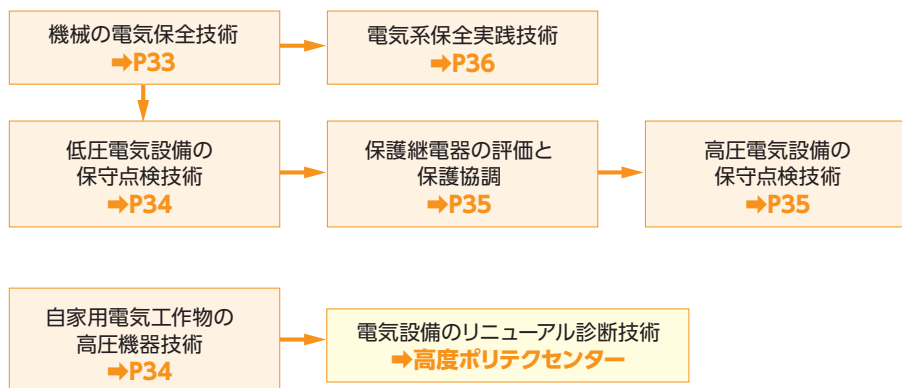 機械の電気保全技術
➡P33
電気系保全実践技術
➡P36
低圧電気設備の
保守点検技術
➡P34
保護継電器の評価と
保護協調
➡P35
高圧電気設備の
保守点検技術
➡P35
自家用電気工作物の
高圧機器技術
➡P34
電気設備のリニューアル診断技術
➡高度ポリテクセンター